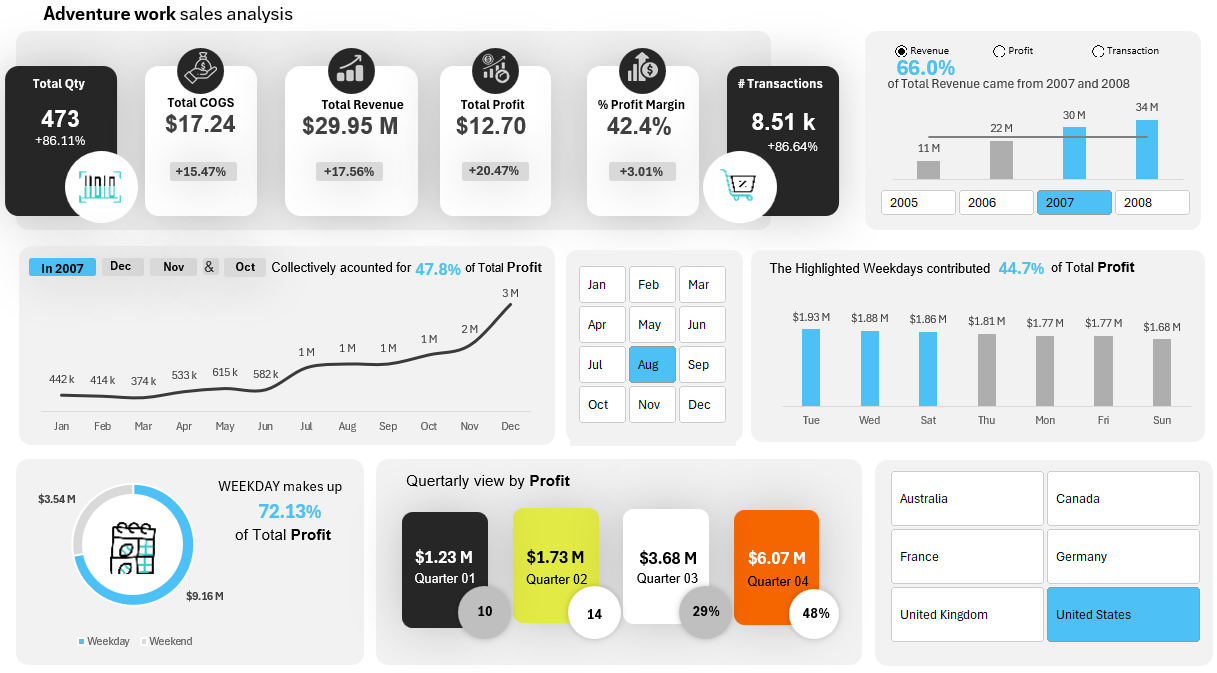 Adventure work sales analysis
Total Qty
473
+86.11%
Total COGS
$17.24
+15.47%
Total Revenue
$29.95 M
+17.56%
Total Profit
$12.70
+20.47%
% Profit Margin
42.4%
+3.01%
# Transactions
8.51 k
+86.64%
Revenue Profit Transaction
66.0%
of Total Revenue came from 2007 and 2008
11 M 22 M 30 M 34 M
2005 2006 2007 2008
In 2007 Dec Nov & Oct Collectively acounted for 47.8% of Total Profit
442 k 414 k 374 k 533 k 615 k 582 k 1 M 1 M 1 M 1 M 2 M 3 M
Jan Feb Mar Apr May Jun Jul Aug Sep Oct Nov Dec
Jan Feb Mar
Apr May Jun
Jul Aug Sep
Oct Nov Dec
The Highlighted Weekdays contributed 44.7% of Total Profit
$1.93 M $1.88 M $1.86 M $1.81 M $1.77 M $1.77 M $1.68 M
Tue Wed Sat Thu Mon Fri Sun
WEEKDAY makes up
72.13%
of Total Profit
$3.54 M
$9.16 M
Weekday Weekend
Quertarly view by Profit
$1.23 M
Quarter 01
10
$1.73 M
Quarter 02
14
$3.68 M
Quarter 03
29%
$6.07 M
Quarter 04
48%
Australia Canada
France Germany
United Kingdom United States